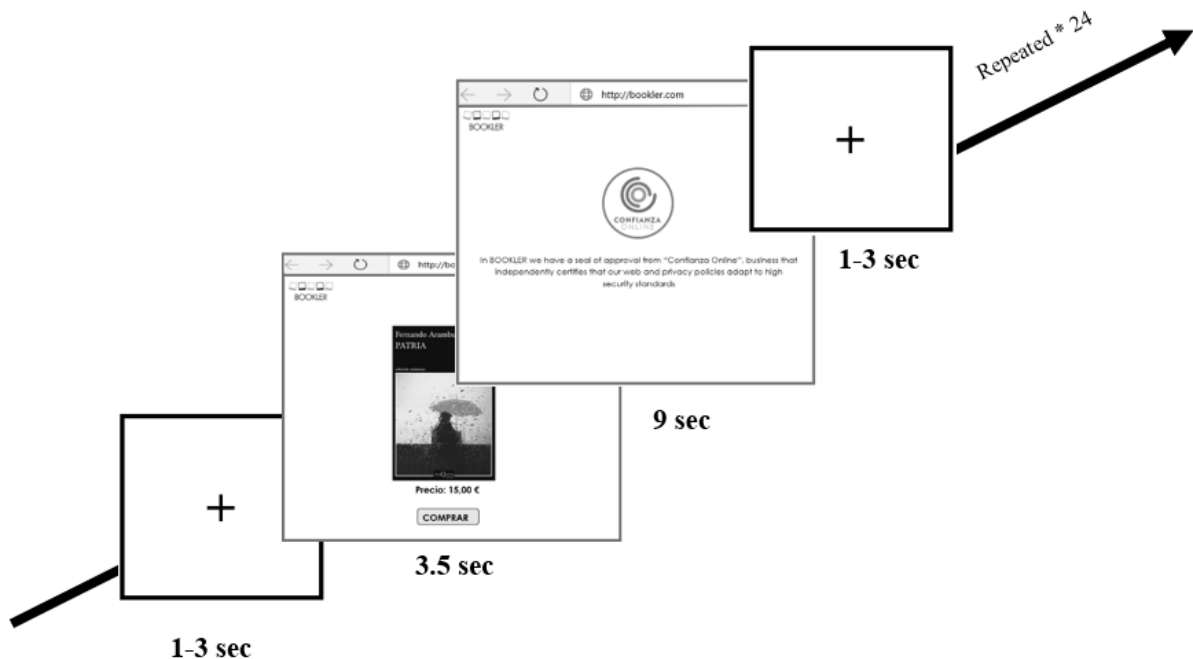 Repeated * 24
http://bookler.com
BOOKLER
CONFIANZA
ONLINE
In BOOKLER we have a seal of approval from “Confianza Online”, business that
independently certifies that our web and privacy policies adapt to high
security standards
1-3 sec
http://bo
BOOKLER
Fernando Arambu
PATRIA
Precio: 15,00 €
COMPRAR
9 sec
3.5 sec
1-3 sec